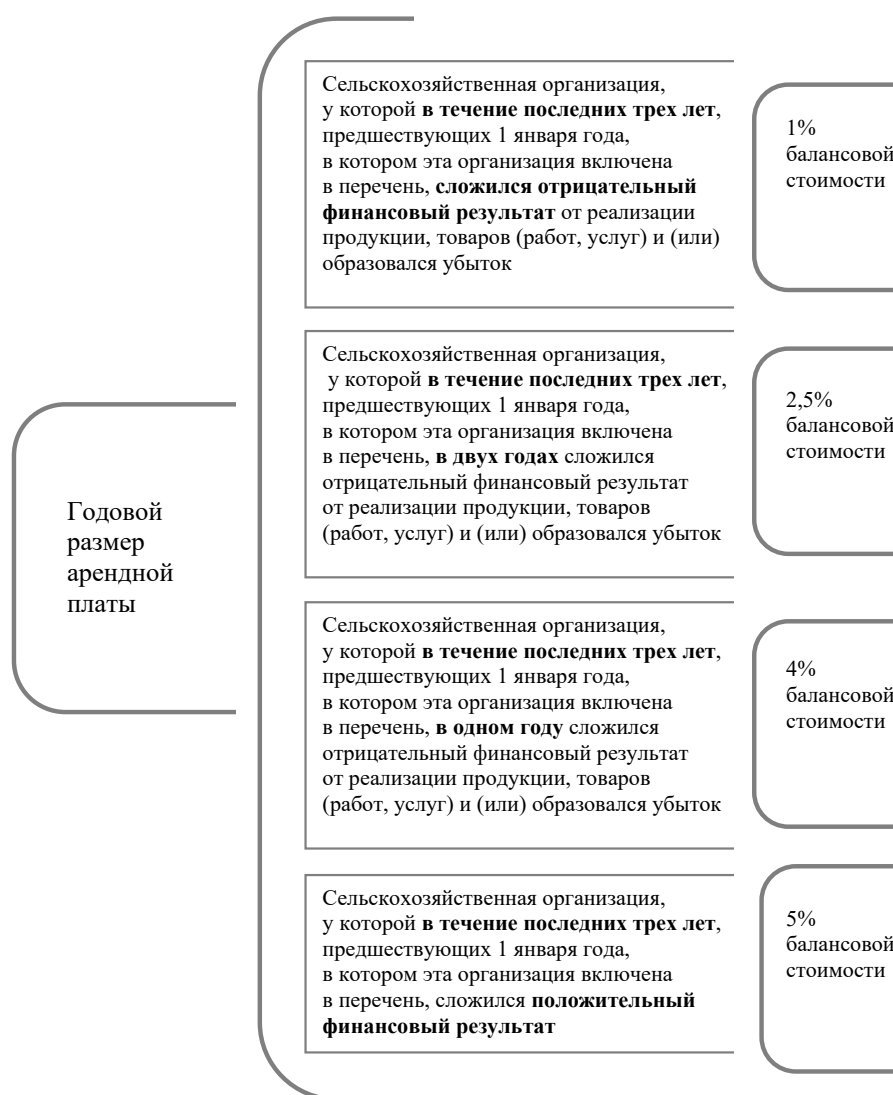 Годовой
размер
арендной
платы
Сельскохозяйственная организация,
у которой в течение последних трех лет,
предшествующих 1 января года,
в котором эта организация включена
в перечень, сложился отрицательный
финансовый результат от реализации
продукции, товаров (работ, услуг) и (или)
образовался убыток
1%
балансовой
стоимости
Сельскохозяйственная организация,
у которой в течение последних трех лет,
предшествующих 1 января года,
в котором эта организация включена
в перечень, в двух годах сложился
отрицательный финансовый результат
от реализации продукции, товаров
(работ, услуг) и (или) образовался убыток
2,5%
балансовой
стоимости
Сельскохозяйственная организация,
у которой в течение последних трех лет,
предшествующих 1 января года,
в котором эта организация включена
в перечень, в одном году сложился
отрицательный финансовый результат
от реализации продукции, товаров
(работ, услуг) и (или) образовался убыток
4%
балансовой
стоимости
Сельскохозяйственная организация,
у которой в течение последних трех лет,
предшествующих 1 января года,
в котором эта организация включена
в перечень, сложился положительный
финансовый результат
5%
балансовой
стоимости